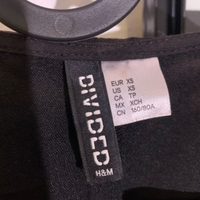 DIVIDED
H&M
EUR XS
US XS
CA TP
MX XCH
CN 160/80A